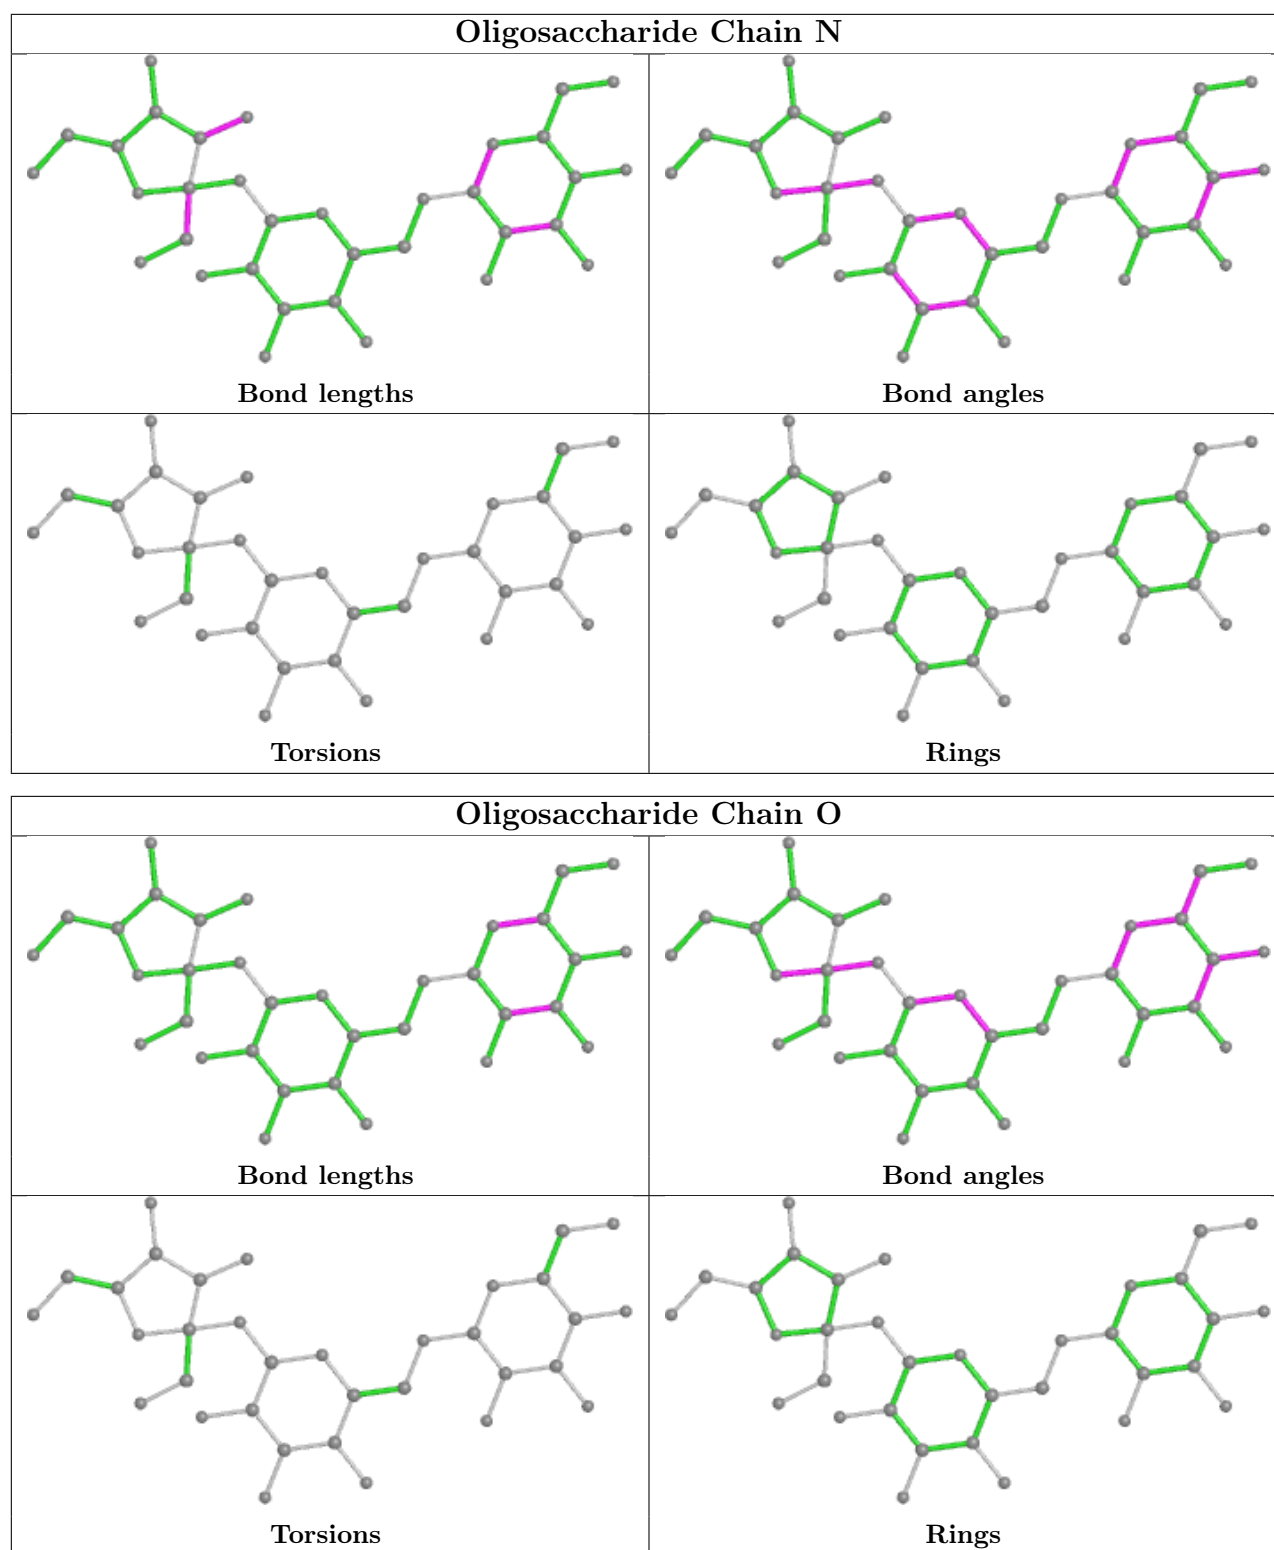 Oligosaccharide Chain N
Bond lengths
Bond angles
Torsions
Rings
Oligosaccharide Chain O
Bond lengths
Bond angles
Torsions
Rings